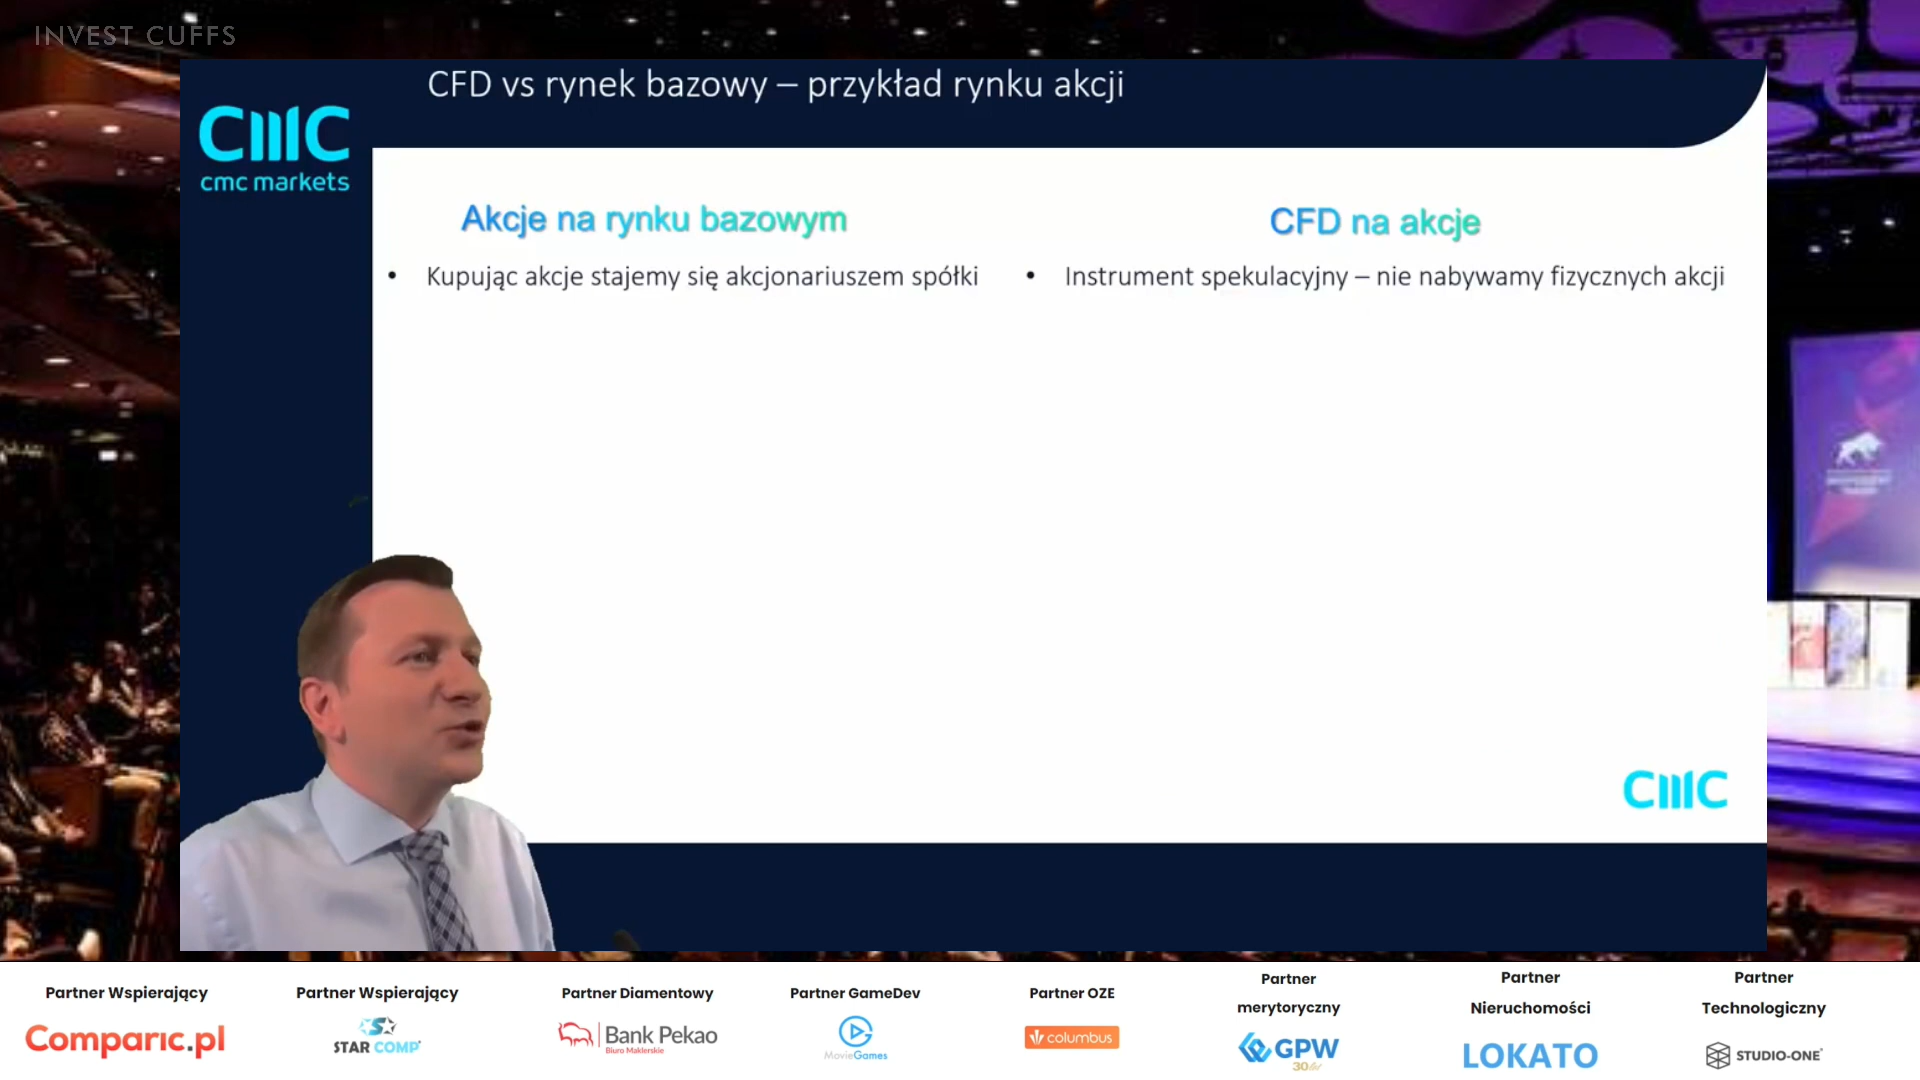 INVEST CUFFS
CFD vs rynek bazowy – przykład rynku akcji
CMC
cmc markets
Akcje na rynku bazowym
• Kupując akcje stajemy się akcjonariuszem spółki
CFD na akcje
• Instrument spekulacyjny – nie nabywamy fizycznych akcji
CMC
Partner Wspierający
Comparic.pl
Partner Wspierający
STAR COMP
Partner Diamentowy
Bank Pekao
Biuro Maklerskie
Partner GameDev
MovieGames
Partner OZE
columbus
Partner
merytoryczny
GPW
30lat
Partner
Nieruchomości
LOKATO
Partner
Technologiczny
STUDIO-ONE